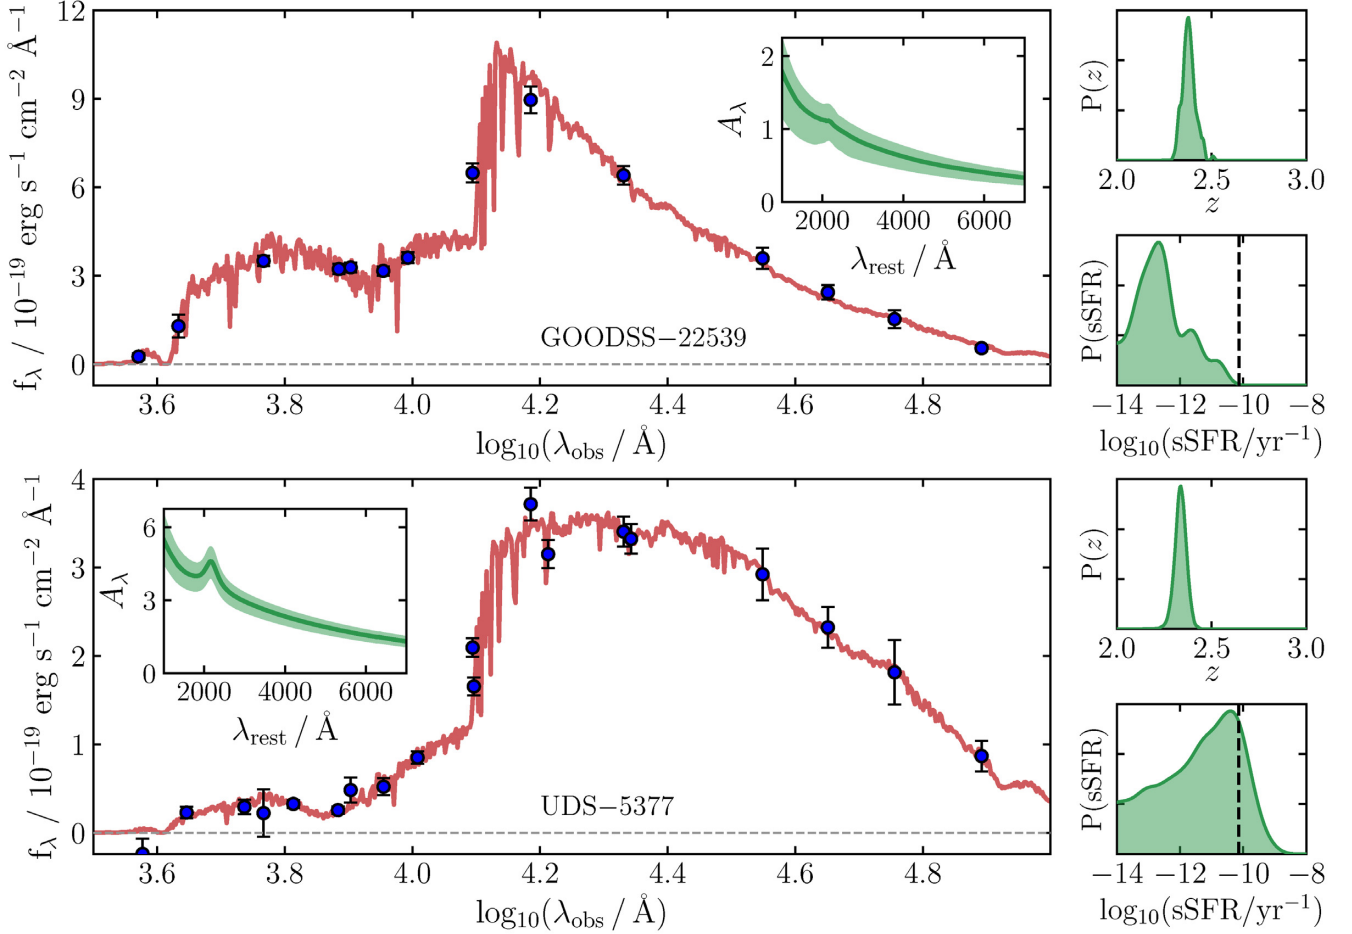 12
9
6
3
0
f_λ / 10⁻¹⁹ erg s⁻¹ cm⁻² Å⁻¹
3.6 3.8 4.0 4.2 4.4 4.6 4.8
log₁₀(λ_obs / Å)
GOODSS−22539
2
1
0
A_λ
2000 4000 6000
λ_rest / Å
P(z)
2.0 2.5 3.0
z
P(sSFR)
−14 −12 −10 −8
log₁₀(sSFR/yr⁻¹)
4
3
2
1
0
f_λ / 10⁻¹⁹ erg s⁻¹ cm⁻² Å⁻¹
3.6 3.8 4.0 4.2 4.4 4.6 4.8
log₁₀(λ_obs / Å)
UDS−5377
6
3
0
A_λ
2000 4000 6000
λ_rest / Å
P(z)
2.0 2.5 3.0
z
P(sSFR)
−14 −12 −10 −8
log₁₀(sSFR/yr⁻¹)